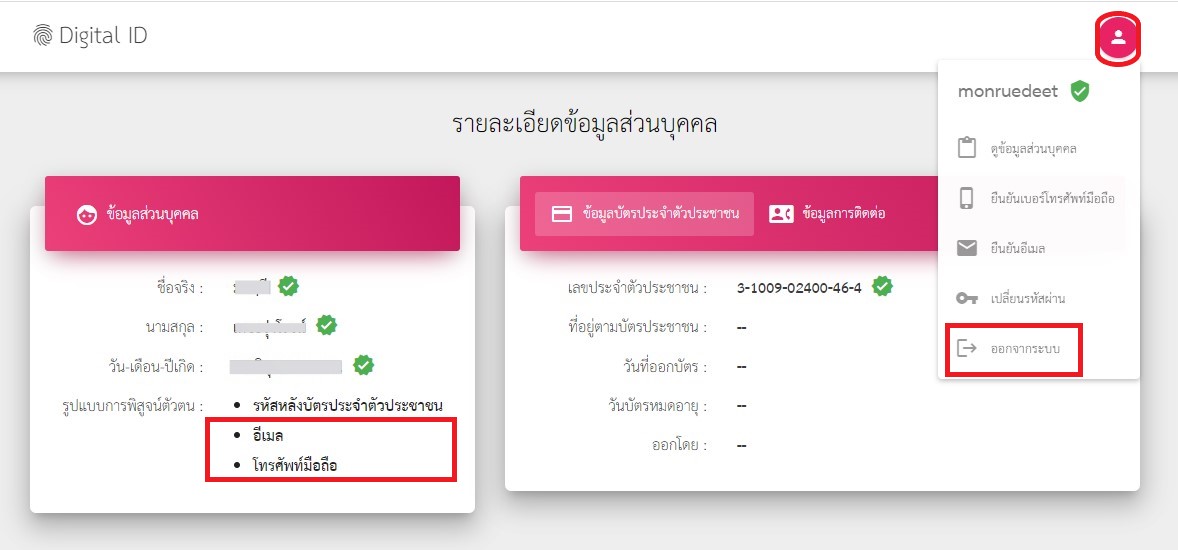 Digital ID
monruedeet
ดูข้อมูลส่วนบุคคล
ยืนยันเบอร์โทรศัพท์มือถือ
ยืนยันอีเมล
เปลี่ยนรหัสผ่าน
ออกจากระบบ
รายละเอียดข้อมูลส่วนบุคคล
ข้อมูลส่วนบุคคล
ชื่อจริง :
นามสกุล :
วัน-เดือน-ปีเกิด :
รูปแบบการพิสูจน์ตัวตน :
• รหัสหลังบัตรประจำตัวประชาชน
• อีเมล
• โทรศัพท์มือถือ
ข้อมูลบัตรประจำตัวประชาชน ข้อมูลการติดต่อ
เลขประจำตัวประชาชน : 3-1009-02400-46-4
ที่อยู่ตามบัตรประชาชน : --
วันที่ออกบัตร : --
วันบัตรหมดอายุ : --
ออกโดย : --